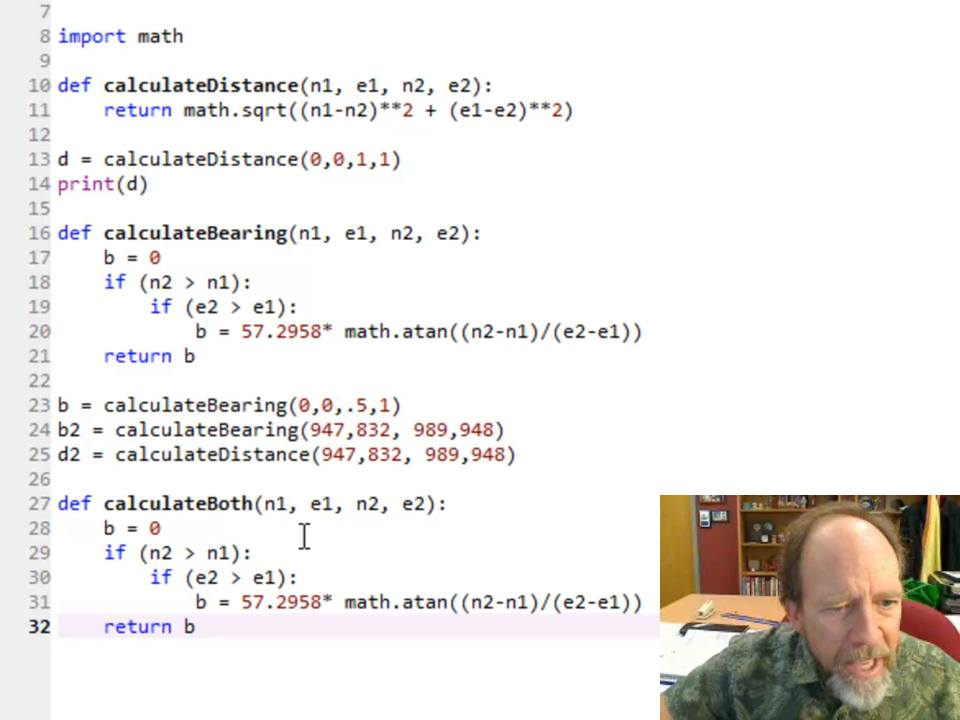 7
8 import math
9
10 def calculateDistance(n1, e1, n2, e2):
11     return math.sqrt((n1-n2)**2 + (e1-e2)**2)
12
13 d = calculateDistance(0,0,1,1)
14 print(d)
15
16 def calculateBearing(n1, e1, n2, e2):
17     b = 0
18     if (n2 > n1):
19         if (e2 > e1):
20             b = 57.2958* math.atan((n2-n1)/(e2-e1))
21     return b
22
23 b = calculateBearing(0,0,.5,1)
24 b2 = calculateBearing(947,832, 989,948)
25 d2 = calculateDistance(947,832, 989,948)
26
27 def calculateBoth(n1, e1, n2, e2):
28     b = 0
29     if (n2 > n1):
30         if (e2 > e1):
31             b = 57.2958* math.atan((n2-n1)/(e2-e1))
32     return b